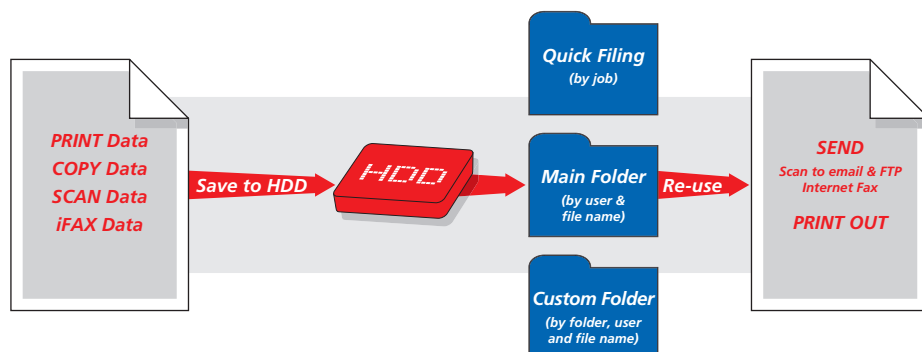 PRINT Data
COPY Data
SCAN Data
iFAX Data
Save to HDD
HDD
Quick Filing
(by job)
Main Folder
(by user &
file name)
Custom Folder
(by folder, user
and file name)
Re-use
SEND
Scan to email & FTP
Internet Fax
PRINT OUT